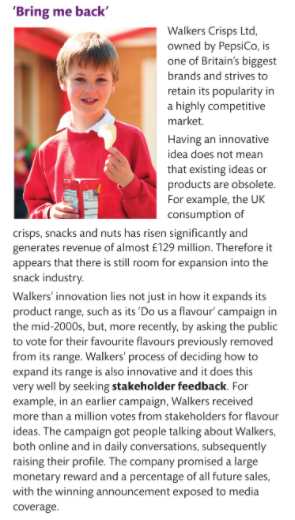 ‘Bring me back’
Walkers Crisps Ltd,
owned by PepsiCo, is
one of Britain's biggest
brands and strives to
retain its popularity in
a highly competitive
market.
Having an innovative
idea does not mean
that existing ideas or
products are obsolete.
For example, the UK
consumption of
crisps, snacks and nuts has risen significantly and
generates revenue of almost £129 million. Therefore it
appears that there is still room for expansion into the
snack industry.
Walkers' innovation lies not just in how it expands its
product range, such as its 'Do us a flavour' campaign in
the mid-2000s, but, more recently, by asking the public
to vote for their favourite flavours previously removed
from its range. Walkers' process of deciding how to
expand its range is also innovative and it does this
very well by seeking stakeholder feedback. For
example, in an earlier campaign, Walkers received
more than a million votes from stakeholders for flavour
ideas. The campaign got people talking about Walkers,
both online and in daily conversations, subsequently
raising their profile. The company promised a large
monetary reward and a percentage of all future sales,
with the winning announcement exposed to media
coverage.